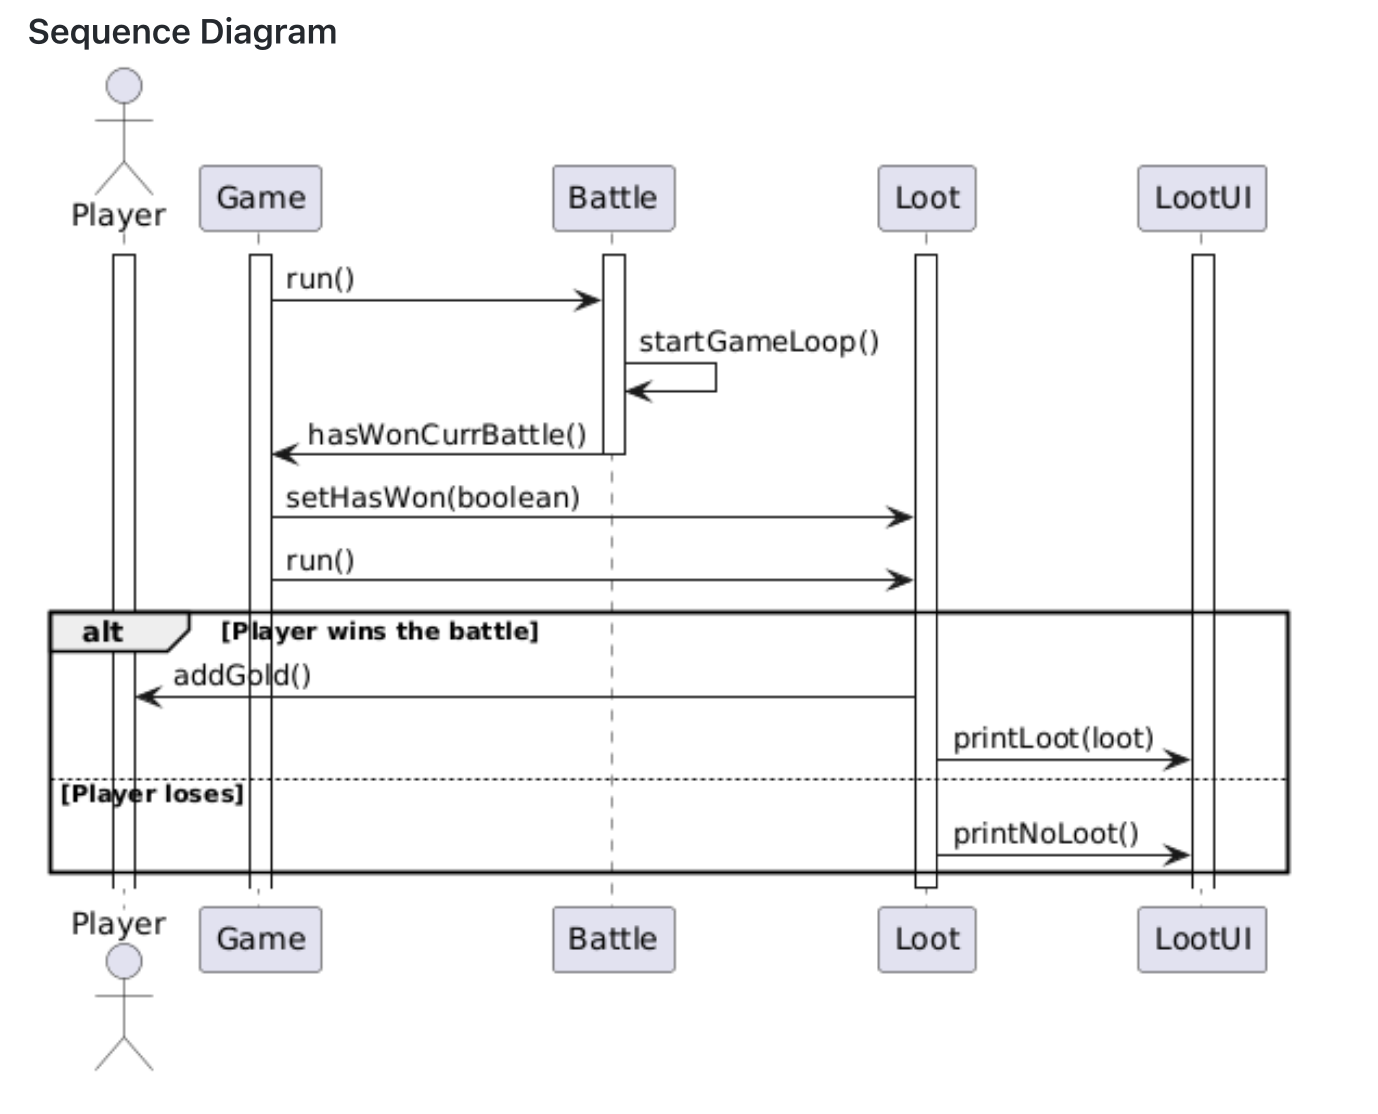 Sequence Diagram
Player
Game
Battle
Loot
LootUI
run()
startGameLoop()
hasWonCurrBattle()
setHasWon(boolean)
run()
alt
[Player wins the battle]
addGold()
printLoot(loot)
[Player loses]
printNoLoot()
Player
Game
Battle
Loot
LootUI